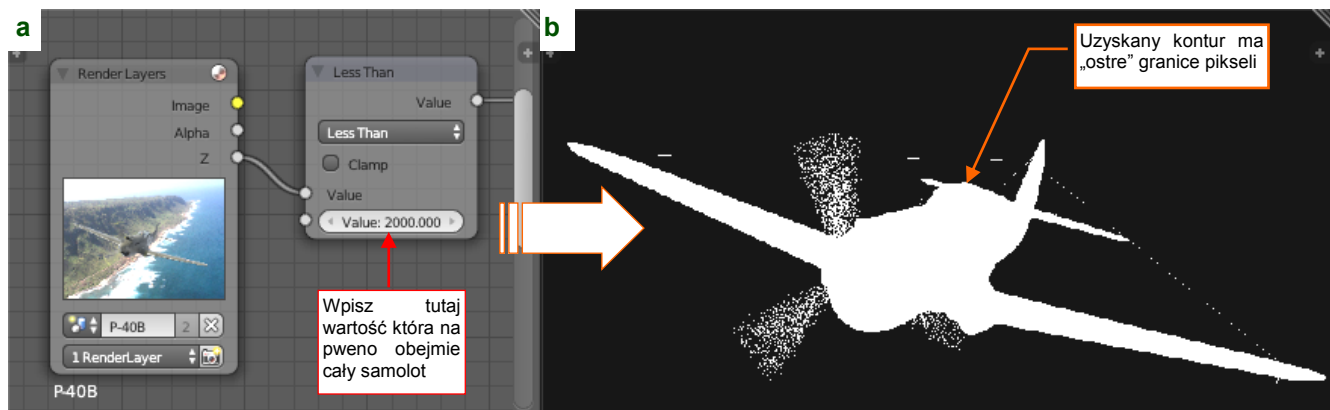 a
Render Layers
Image
Alpha
Z
P-40B
2
1 RenderLayer
P-40B
Less Than
Value
Less Than
Clamp
Value
Value: 2000.000
Wpisz tutaj
wartość która na
pweno obejmie
cały samolot
b
Uzyskany kontur ma
„ostre” granice pikseli